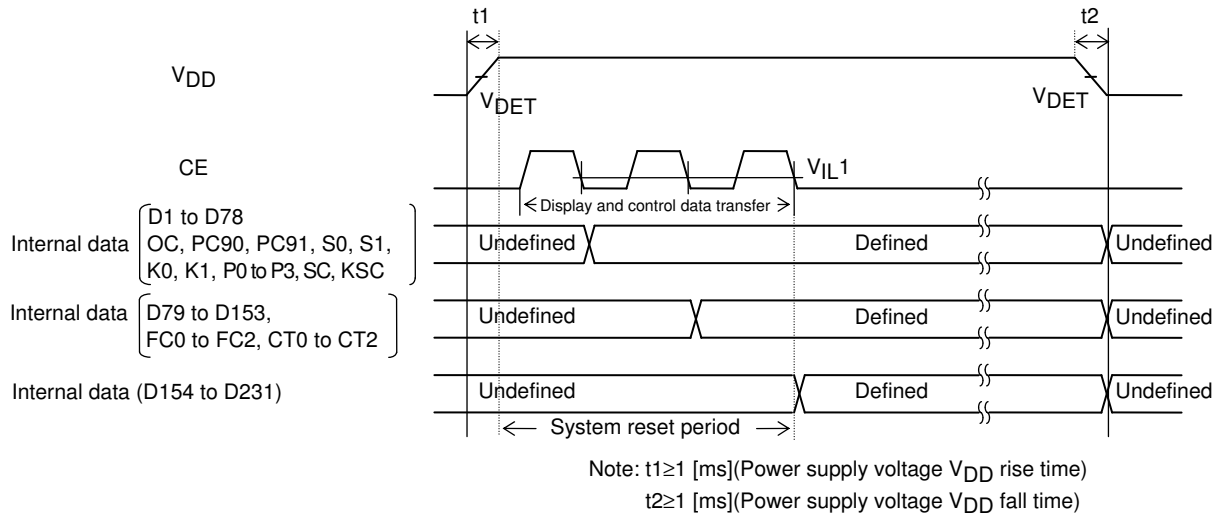 t1
t2
VDD
VDET
VDET
CE
VIL1
Display and control data transfer
Internal data
D1 to D78
OC, PC90, PC91, S0, S1,
K0, K1, P0 to P3, SC, KSC
Undefined
Defined
Undefined
Internal data
D79 to D153,
FC0 to FC2, CT0 to CT2
Undefined
Defined
Undefined
Internal data (D154 to D231)
Undefined
Defined
Undefined
System reset period
Note: t1≥1 [ms](Power supply voltage VDD rise time)
t2≥1 [ms](Power supply voltage VDD fall time)